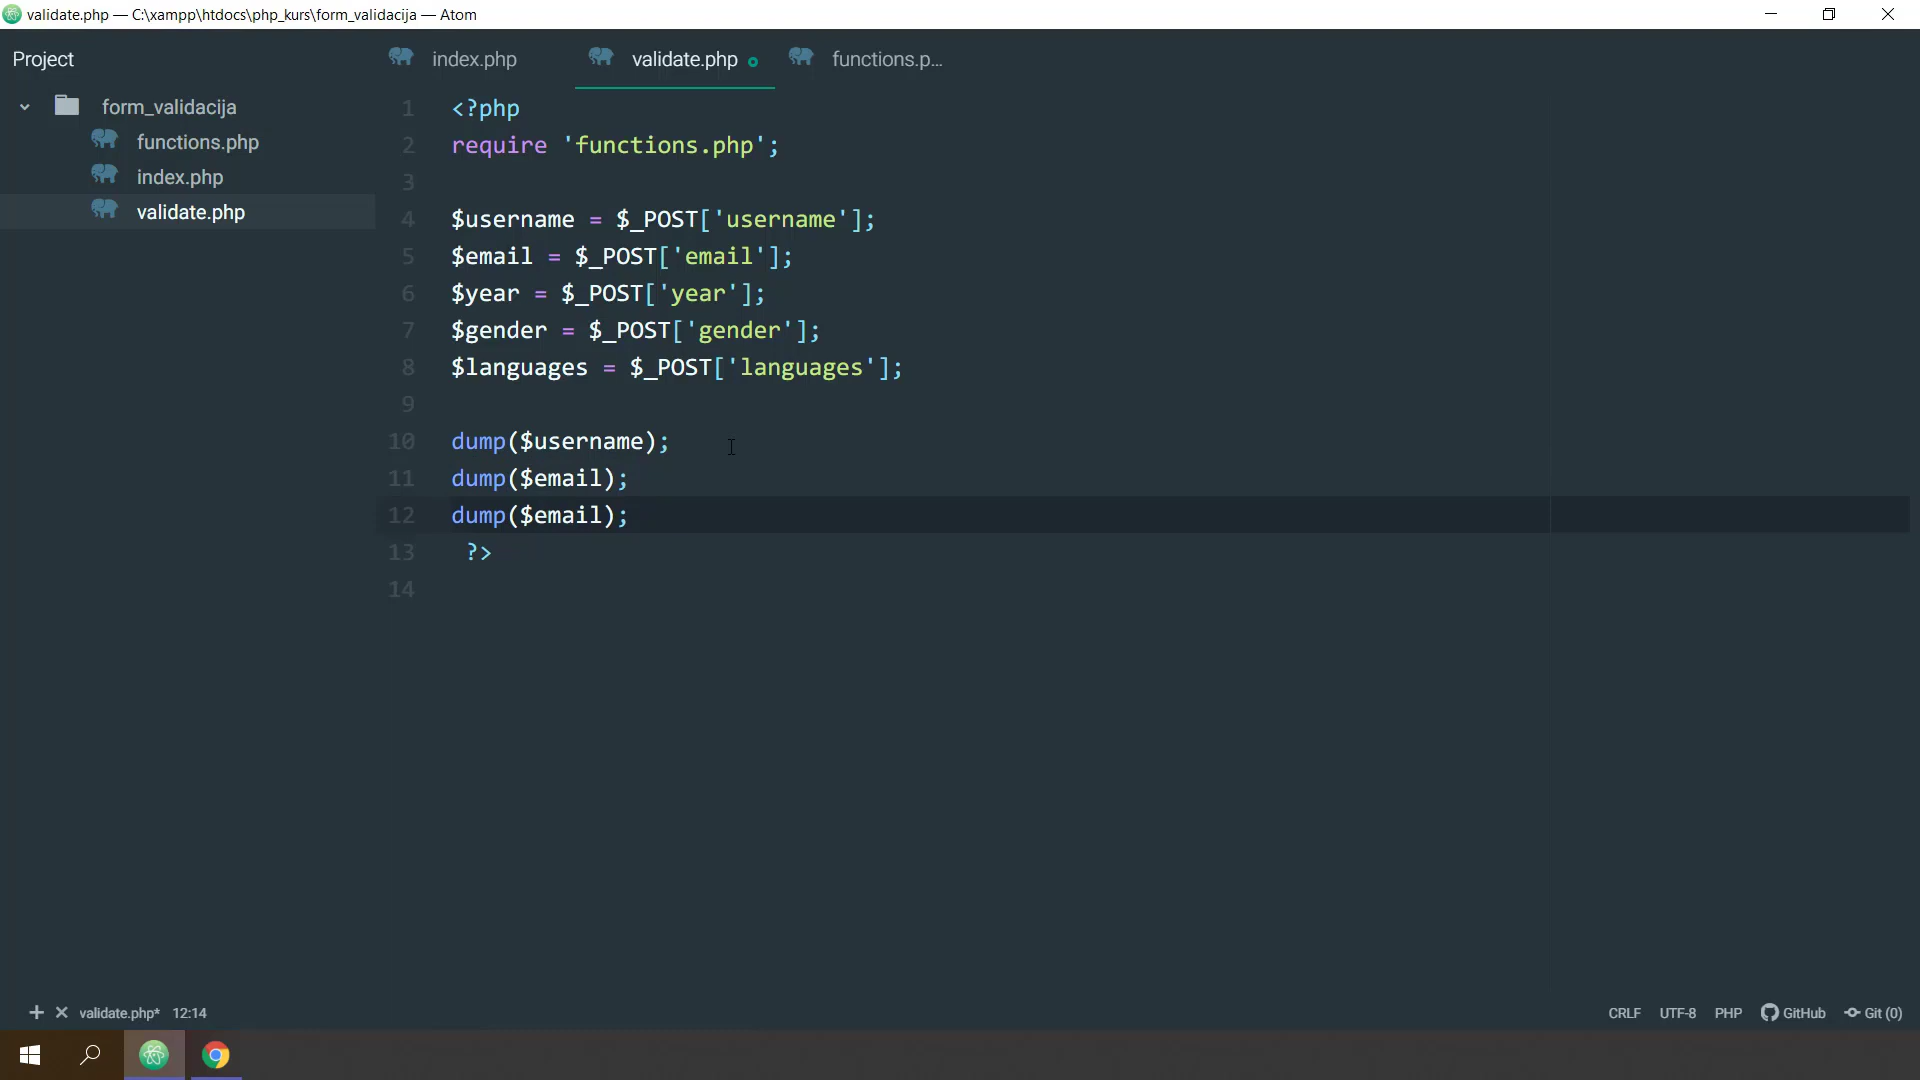 validate.php — C:\xampp\htdocs\php_kurs\form_validacija — Atom
Project
index.php
validate.php
functions.p...
form_validacija
functions.php
index.php
validate.php
1 <?php
2 require 'functions.php';
3
4 $username = $_POST['username'];
5 $email = $_POST['email'];
6 $year = $_POST['year'];
7 $gender = $_POST['gender'];
8 $languages = $_POST['languages'];
9
10 dump($username);
11 dump($email);
12 dump($email);
13 ?>
14
validate.php* 12:14
CRLF UTF-8 PHP GitHub Git (0)